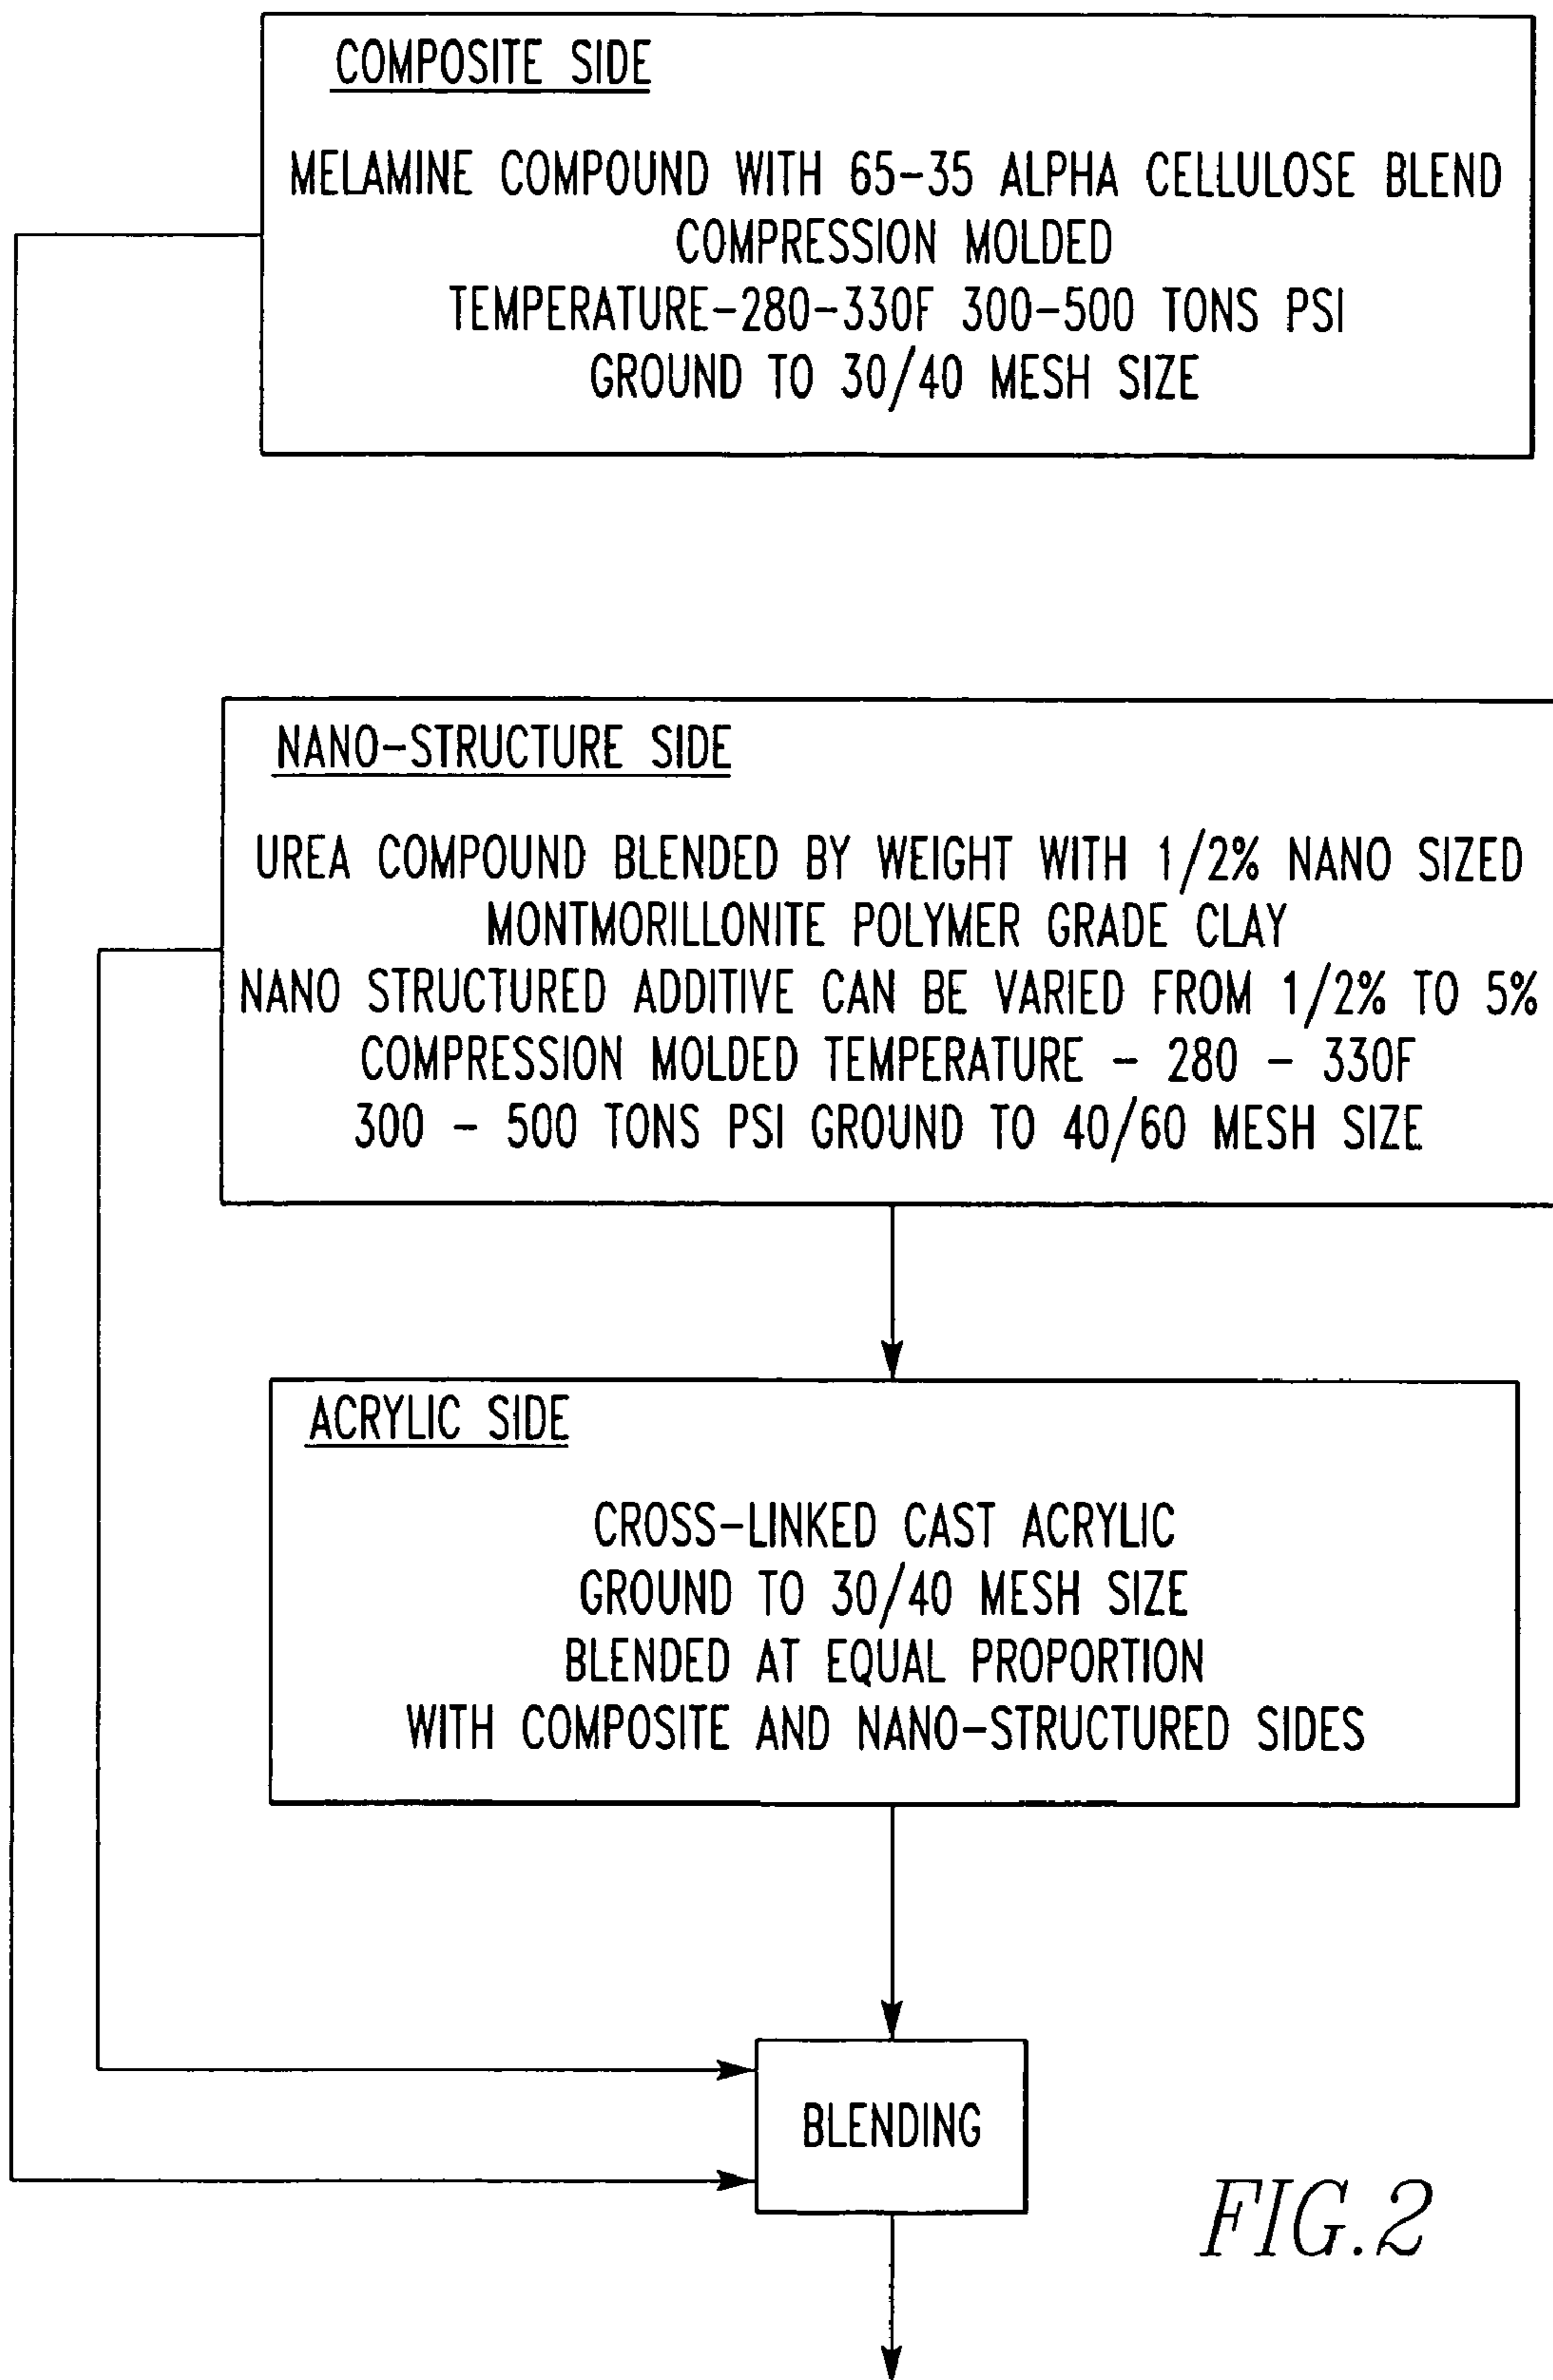 COMPOSITE SIDE
MELAMINE COMPOUND WITH 65-35 ALPHA CELLULOSE BLEND
COMPRESSION MOLDED
TEMPERATURE-280-330F 300-500 TONS PSI
GROUND TO 30/40 MESH SIZE
NANO-STRUCTURE SIDE
UREA COMPOUND BLENDED BY WEIGHT WITH 1/2% NANO SIZED
MONTMORILLONITE POLYMER GRADE CLAY
NANO STRUCTURED ADDITIVE CAN BE VARIED FROM 1/2% TO 5%
COMPRESSION MOLDED TEMPERATURE - 280 - 330F
300 - 500 TONS PSI GROUND TO 40/60 MESH SIZE
ACRYLIC SIDE
CROSS-LINKED CAST ACRYLIC
GROUND TO 30/40 MESH SIZE
BLENDED AT EQUAL PROPORTION
WITH COMPOSITE AND NANO-STRUCTURED SIDES
BLENDING
FIG.2